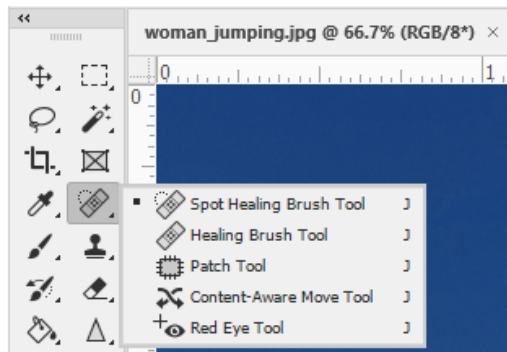 woman_jumping.jpg @ 66.7% (RGB/8*) ×
0 1
0
Spot Healing Brush Tool J
Healing Brush Tool J
Patch Tool J
Content-Aware Move Tool J
Red Eye Tool J